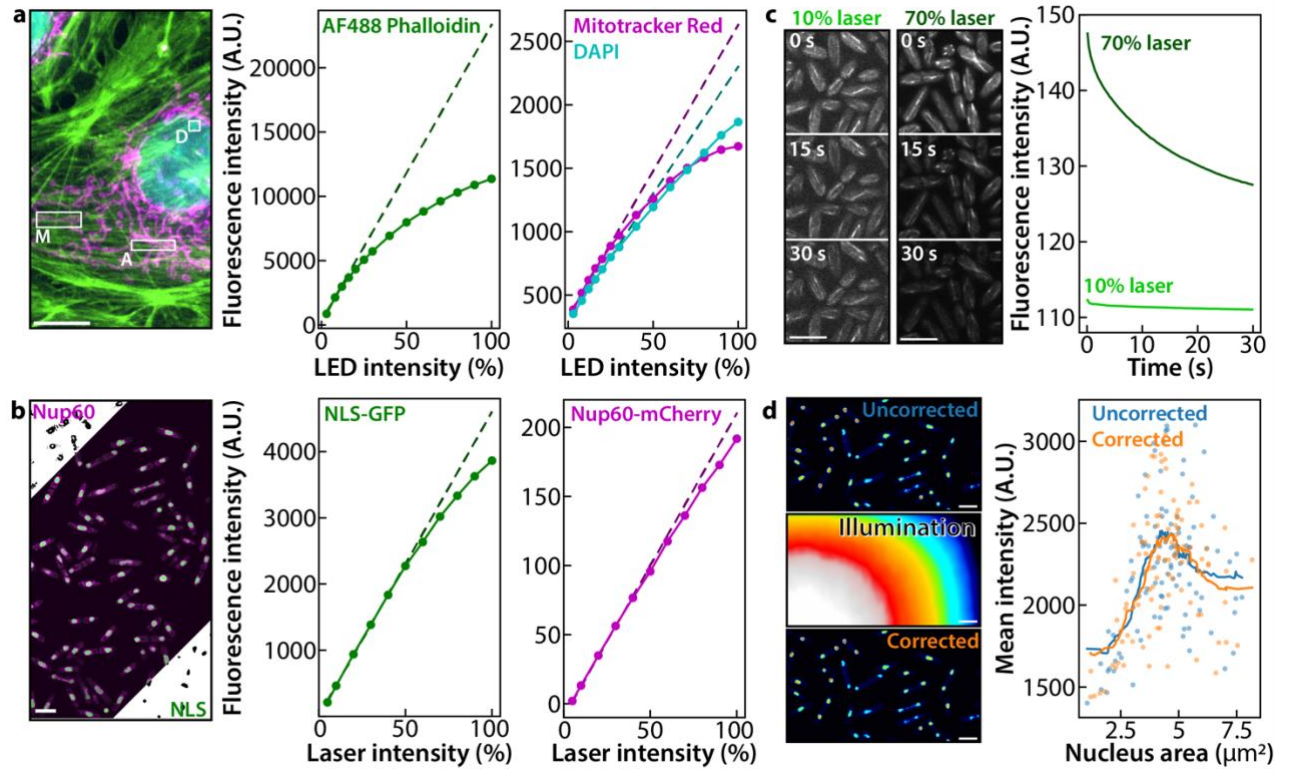 a
D
M
A
Fluorescence intensity (A.U.)
AF488 Phalloidin
20000
15000
10000
5000
0
0
50
100
LED intensity (%)
Mitotracker Red
DAPI
2500
2000
1500
1000
500
0
50
100
LED intensity (%)
c
10% laser
70% laser
0 s
0 s
15 s
15 s
30 s
30 s
Fluorescence intensity (A.U.)
150
140
130
120
110
70% laser
10% laser
0
10
20
30
Time (s)
b
Nup60
NLS
Fluorescence intensity (A.U.)
NLS-GFP
4000
3000
2000
1000
0
50
100
Laser intensity (%)
Nup60-mCherry
200
150
100
50
0
0
50
100
Laser intensity (%)
d
Uncorrected
Illumination
Corrected
Mean intensity (A.U.)
Uncorrected
Corrected
3000
2500
2000
1500
2.5
5
7.5
Nucleus area (µm²)